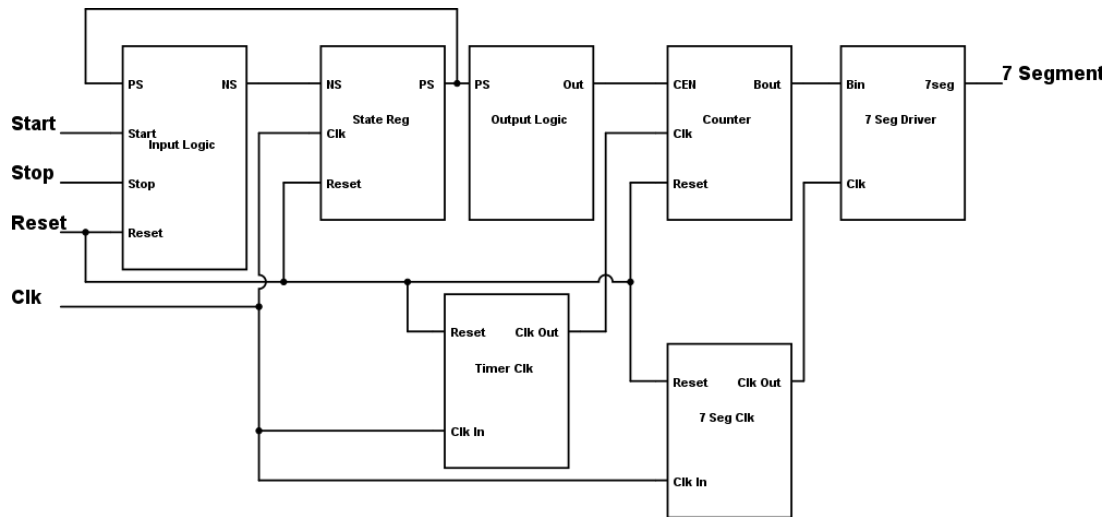 7 Segment
PS NS NS PS PS Out CEN Bout Bin 7seg
Start
Start
Input Logic
Clk
State Reg
Output Logic
Clk
Counter
7 Seg Driver
Stop
Stop
Reset
Reset
Clk
Reset
Reset
Clk
Reset Clk Out
Timer Clk
Clk In
Reset Clk Out
7 Seg Clk
Clk In